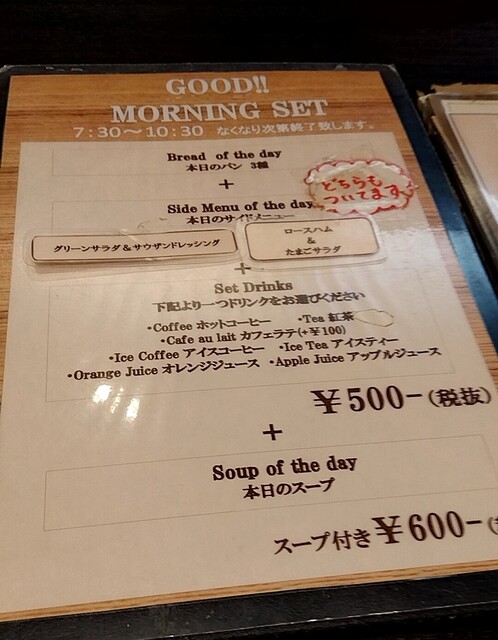 GOOD!!
MORNING SET
7:30～10:30 なくなり次第終了致します。
Bread of the day
本日のパン 3種
+
どちらも
ついてます
Side Menu of the day
本日のサイドメニュー
グリーンサラダ＆サウザンドレッシング
ロースハム
&
たまごサラダ
+
Set Drinks
下記より一つドリンクをお選びください
・Coffee ホットコーヒー ・Tea 紅茶
・Cafe au lait カフェラテ(+￥100)
・Ice Coffee アイスコーヒー ・Ice Tea アイスティー
・Orange Juice オレンジジュース ・Apple Juice アップルジュース
￥500-(税抜)
+
Soup of the day
本日のスープ
スープ付き￥600-(